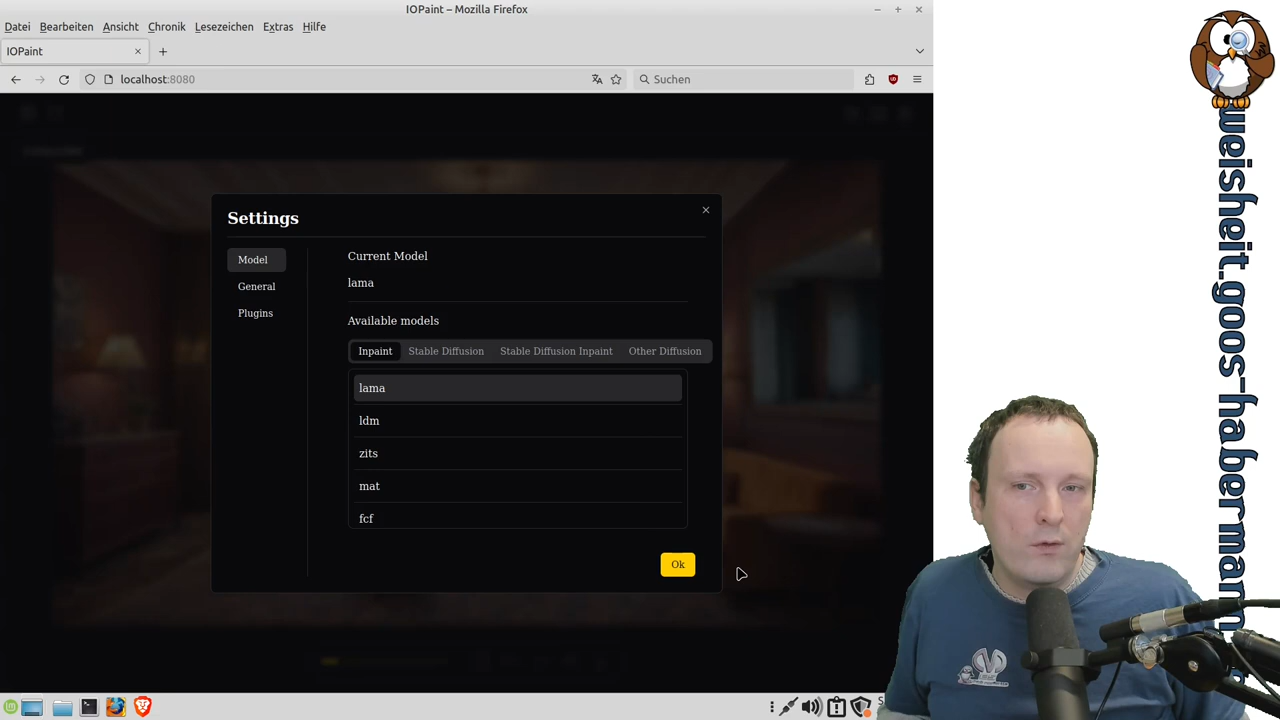 IOPaint – Mozilla Firefox
Datei Bearbeiten Ansicht Chronik Lesezeichen Extras Hilfe
IOPaint
localhost:8080
Suchen
Settings
Model
General
Plugins
Current Model
lama
Available models
Inpaint Stable Diffusion Stable Diffusion Inpaint Other Diffusion
lama
ldm
zits
mat
fcf
Ok
weisheit.goos-habermann